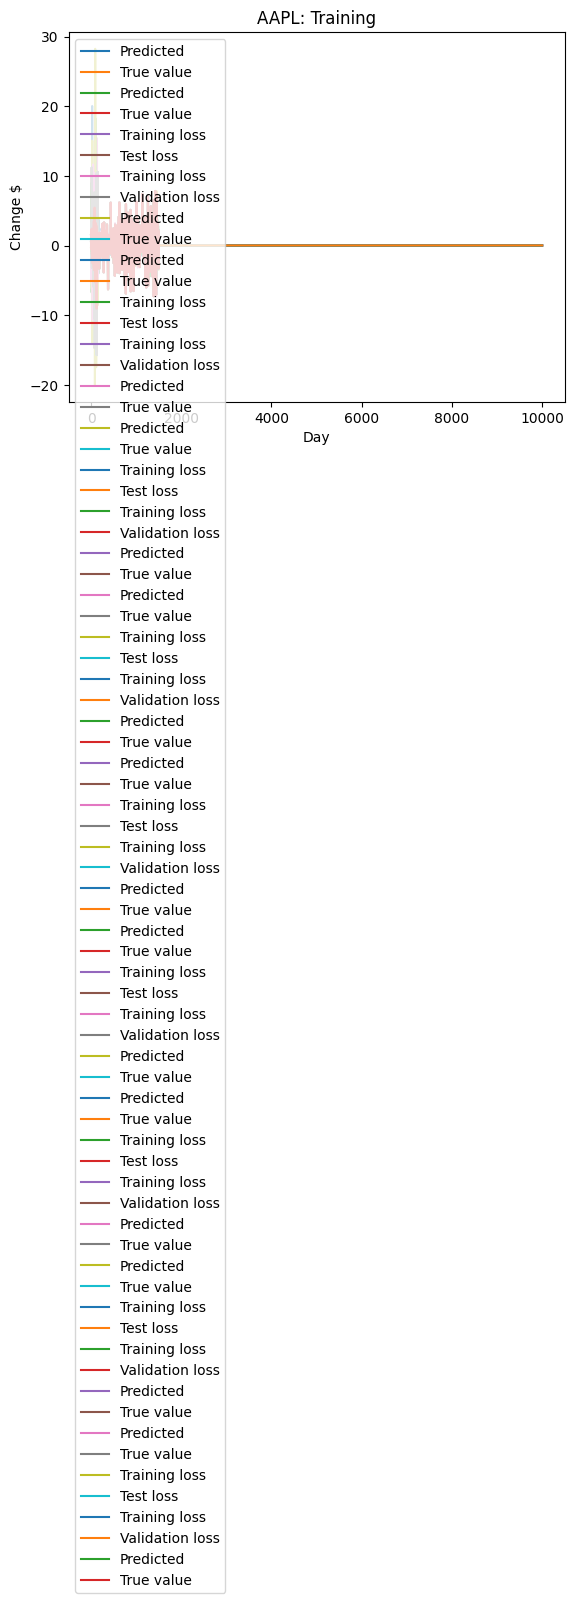 AAPL: Training
Change $
30
20
10
0
−10
−20
0
2000
4000
6000
8000
10000
Day
Predicted
True value
Predicted
True value
Training loss
Test loss
Training loss
Validation loss
Predicted
True value
Predicted
True value
Training loss
Test loss
Training loss
Validation loss
Predicted
True value
Predicted
True value
Training loss
Test loss
Training loss
Validation loss
Predicted
True value
Predicted
True value
Training loss
Test loss
Training loss
Validation loss
Predicted
True value
Predicted
True value
Training loss
Test loss
Training loss
Validation loss
Predicted
True value
Predicted
True value
Training loss
Test loss
Training loss
Validation loss
Predicted
True value
Predicted
True value
Training loss
Test loss
Training loss
Validation loss
Predicted
True value
Predicted
True value
Training loss
Test loss
Training loss
Validation loss
Predicted
True value
Predicted
True value
Training loss
Test loss
Training loss
Validation loss
Predicted
True value